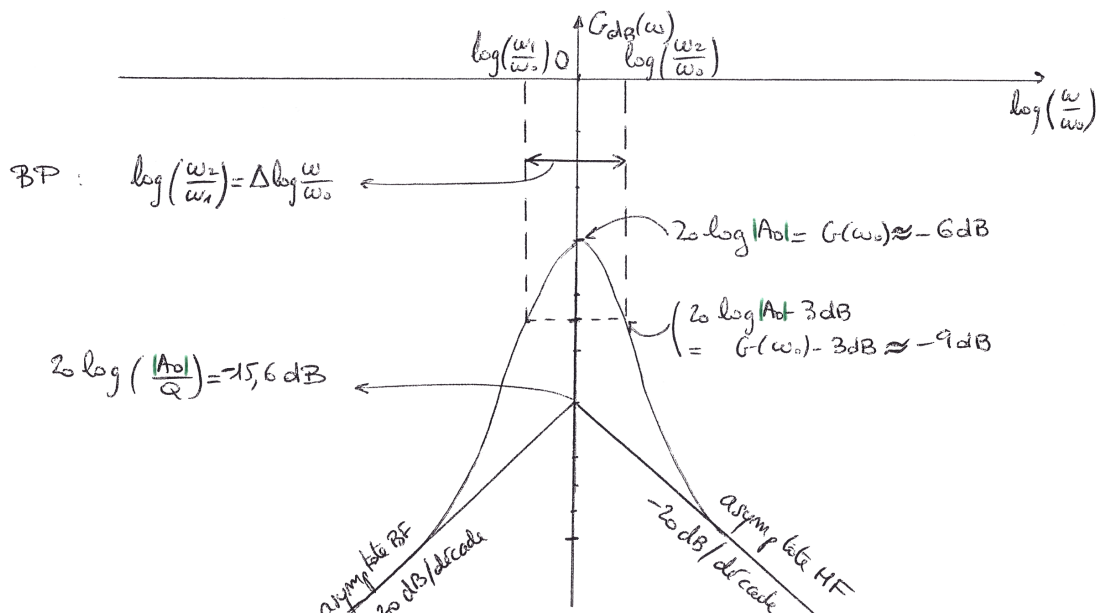 G_dB(ω)
log(ω1/ω0) 0 log(ω2/ω0)
log(ω/ω0)
BP : log(ω2/ω1) = Δlog ω/ω0
20 log|A0| = G(ω0) ≈ -6dB
20 log|A0|-3dB
= G(ω0)-3dB ≈ -9dB
20 log(|A0|/Q) = -15,6 dB
asymptote BF
20 dB/décade
asymptote HF
-20 dB/décade